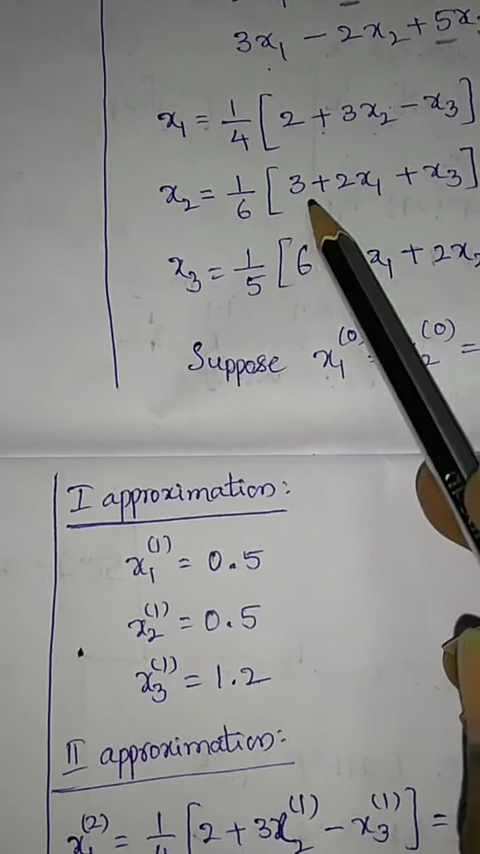 3x₁ - 2x₂ + 5x
x₁ = 1/4 [2 + 3x₂ - x₃]
x₂ = 1/6 [3 + 2x₁ + x₃]
x₃ = 1/5 [6 x₁ + 2x₂
Suppose x₁⁽⁰ ₂⁽⁰⁾ =
I approximation:
x₁⁽¹⁾ = 0.5
x₂⁽¹⁾ = 0.5
x₃⁽¹⁾ = 1.2
II approximation:
x₁⁽²⁾ = 1/4 [2 + 3x₂⁽¹⁾ - x₃⁽¹⁾] =